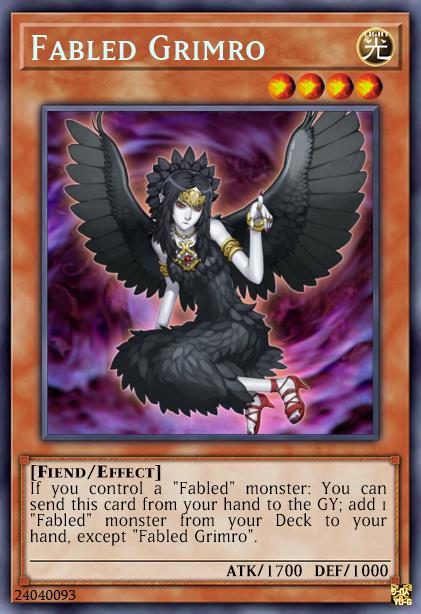 Fabled Grimro
LIGHT
光
[Fiend/Effect]
If you control a "Fabled" monster: You can
send this card from your hand to the GY; add 1
"Fabled" monster from your Deck to your
hand, except "Fabled Grimro".
ATK/1700 DEF/1000
24040093